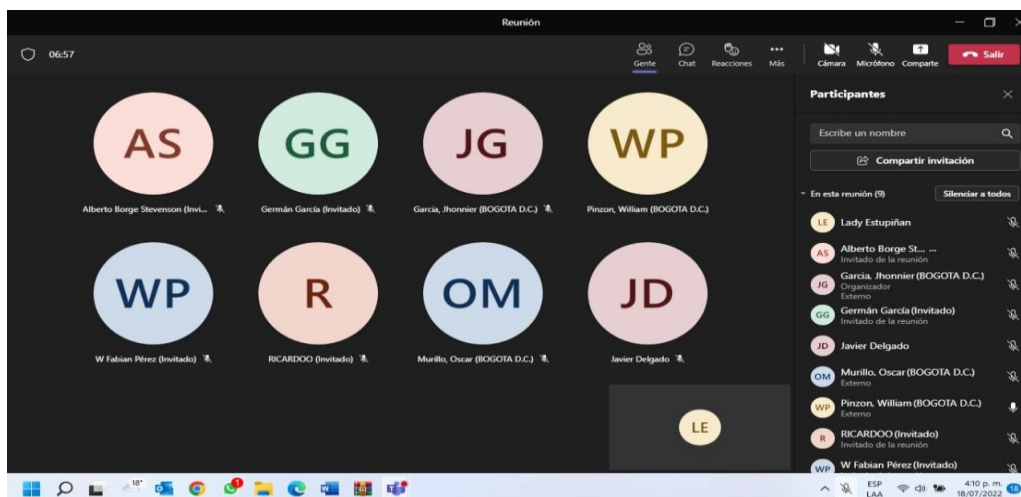 Reunión
06:57
Gente
Chat
Reacciones
Más
Cámara
Micrófono
Comparte
Salir
AS
GG
JG
WP
Alberto Borge Stevenson (Invi...
Germán García (Invitado)
Garcia, Jhonnier (BOGOTA D.C.)
Pinzon, William (BOGOTA D.C.)
WP
R
OM
JD
W Fabian Pérez (Invitado)
RICARDOO (Invitado)
Murillo, Oscar (BOGOTA D.C.)
Javier Delgado
LE
Participantes
Escribe un nombre
Compartir invitación
En esta reunión (9)
Silenciar a todos
LE
Lady Estupiñan
AS
Alberto Borge St... ...
Invitado de la reunión
JG
Garcia, Jhonnier (BOGOTA D.C.)
Organizador
Externo
GG
Germán García (Invitado)
Invitado de la reunión
JD
Javier Delgado
OM
Murillo, Oscar (BOGOTA D.C.)
Externo
WP
Pinzon, William (BOGOTA D.C.)
Externo
R
RICARDOO (Invitado)
Invitado de la reunión
WP
W Fabian Pérez (Invitado)
18°
ESP
LAA
4:10 p. m.
18/07/2022